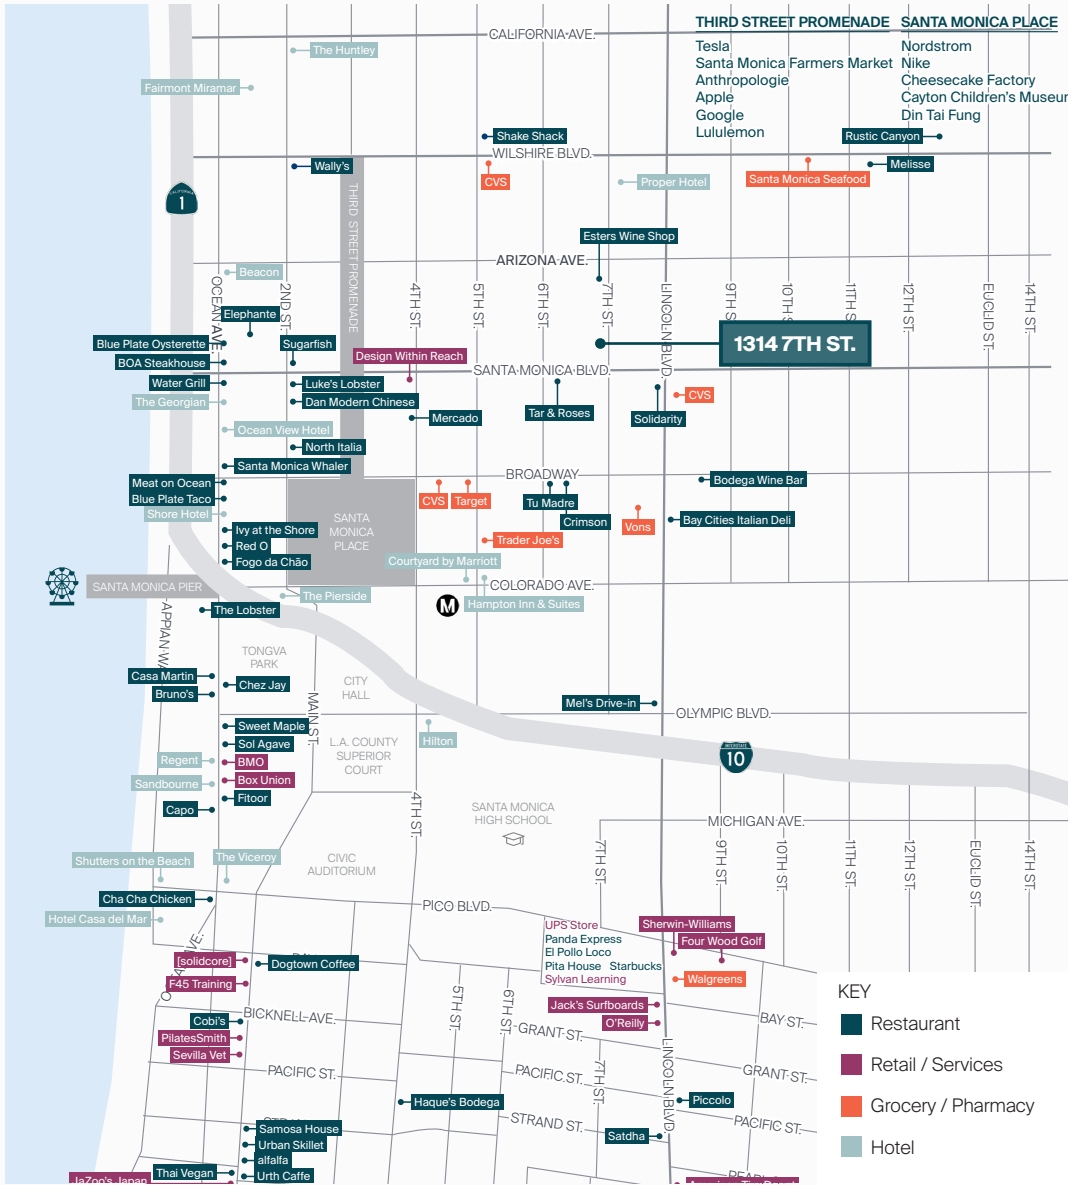 THIRD STREET PROMENADE
Tesla
Santa Monica Farmers Market
Anthropologie
Apple
Google
Lululemon
SANTA MONICA PLACE
Nordstrom
Nike
Cheesecake Factory
Cayton Children's Museum
Din Tai Fung
CALIFORNIA AVE.
The Huntley
Fairmont Miramar
Shake Shack
Rustic Canyon
WILSHIRE BLVD.
Wally's
CVS
Proper Hotel
Santa Monica Seafood
Melisse
CALIFORNIA
1
THIRD STREET PROMENADE
Esters Wine Shop
ARIZONA AVE.
Beacon
OCEAN AVE.
2ND ST.
4TH ST.
5TH ST.
6TH ST.
7TH ST.
LINCOLN BLVD.
9TH S
10TH S
11TH ST.
12TH ST.
EUCLID ST.
14TH ST.
Elephante
Blue Plate Oysterette
Sugarfish
1314 7TH ST.
BOA Steakhouse
Design Within Reach
SANTA MONICA BLVD.
Water Grill
Luke's Lobster
The Georgian
Dan Modern Chinese
CVS
Mercado
Tar & Roses
Solidarity
Ocean View Hotel
North Italia
Santa Monica Whaler
BROADWAY
Meat on Ocean
Bodega Wine Bar
Blue Plate Taco
CVS
Target
Tu Madre
Shore Hotel
Crimson
Vons
Bay Cities Italian Deli
SANTA
MONICA
PLACE
Ivy at the Shore
Red O
Trader Joe's
Fogo da Chão
Courtyard by Marriott
SANTA MONICA PIER
COLORADO AVE.
The Pierside
M
Hampton Inn & Suites
The Lobster
APPIAN WA
TONGVA
PARK
Casa Martin
Chez Jay
CITY
HALL
Bruno's
MAIN ST.
Mel's Drive-in
OLYMPIC BLVD.
Sweet Maple
Sol Agave
L.A. COUNTY
SUPERIOR
COURT
Hilton
INTERSTATE
10
Regent
BMO
Sandbourne
Box Union
Fitoor
Capo
4TH ST.
SANTA MONICA
HIGH SCHOOL
MICHIGAN AVE.
7TH ST.
9TH ST.
10TH ST.
11TH ST.
12TH ST.
EUCLID ST.
14TH ST.
Shutters on the Beach
The Viceroy
CIVIC
AUDITORIUM
Cha Cha Chicken
PICO BLVD.
Hotel Casa del Mar
UPS Store
Panda Express
El Pollo Loco
Pita House Starbucks
Sylvan Learning
Sherwin-Williams
Four Wood Golf
Walgreens
[solidcore]
Dogtown Coffee
F45 Training
5TH ST.
6TH ST.
Jack's Surfboards
O'Reilly
BICKNELL AVE.
Cobi's
PilatesSmith
Sevilla Vet
GRANT ST.
BAY ST.
PACIFIC ST.
PACIFIC ST.
7TH ST.
LINCOLN BLVD.
GRANT ST.
Haque's Bodega
Piccolo
STRAND ST.
PACIFIC ST.
Samosa House
Satdha
Urban Skillet
alfalfa
Thai Vegan
Urth Caffe
JaZoo's Japan
KEY
Restaurant
Retail / Services
Grocery / Pharmacy
Hotel